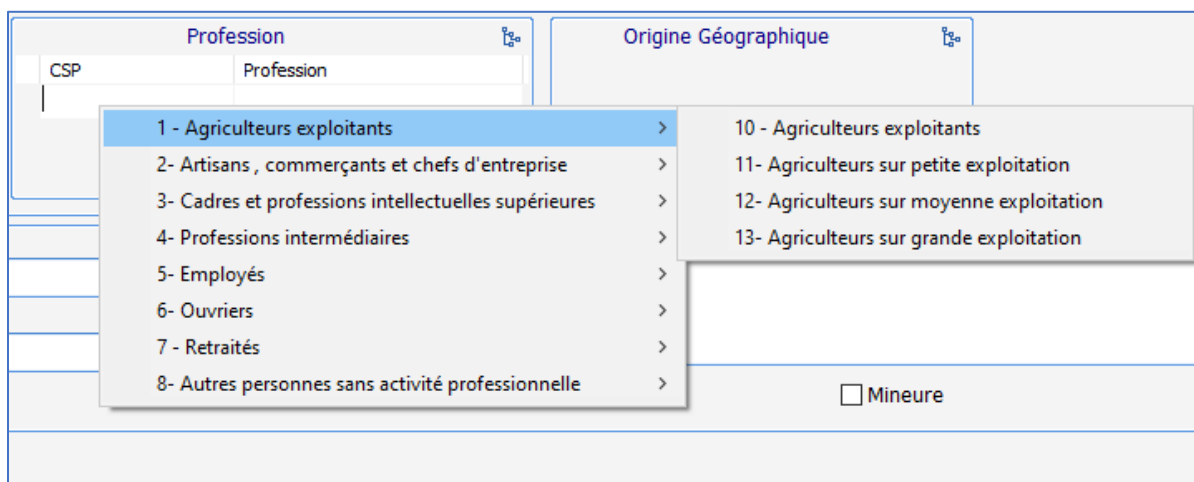 Profession
Origine Géographique
CSP Profession
1 - Agriculteurs exploitants
2- Artisans , commerçants et chefs d'entreprise
3- Cadres et professions intellectuelles supérieures
4- Professions intermédiaires
5- Employés
6- Ouvriers
7 - Retraités
8- Autres personnes sans activité professionnelle
10 - Agriculteurs exploitants
11- Agriculteurs sur petite exploitation
12- Agriculteurs sur moyenne exploitation
13- Agriculteurs sur grande exploitation
Mineure